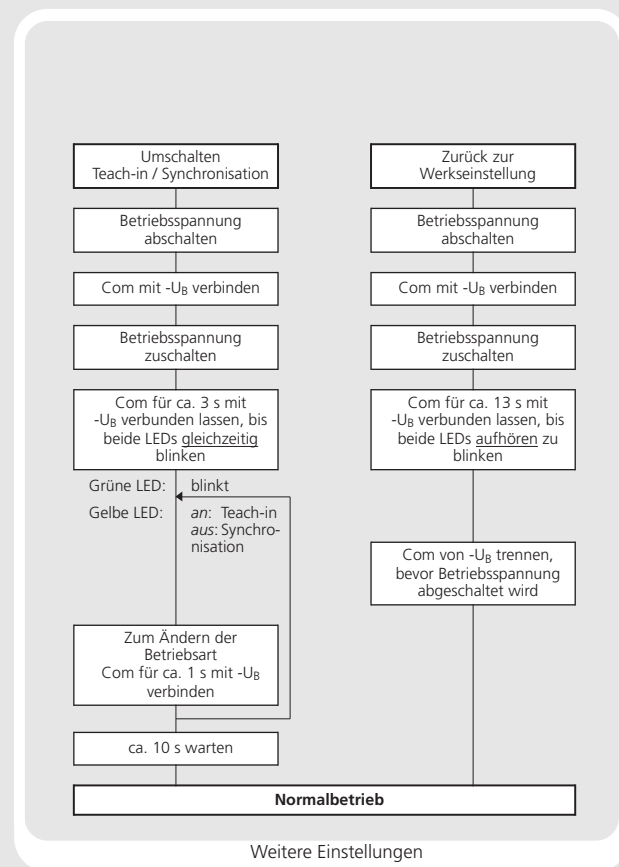 Umschalten
Teach-in / Synchronisation
Betriebsspannung
abschalten
Com mit -UB verbinden
Betriebsspannung
zuschalten
Com für ca. 3 s mit
-UB verbunden lassen, bis
beide LEDs gleichzeitig
blinken
Grüne LED: blinkt
Gelbe LED: an: Teach-in
aus: Synchro-
nisation
Zum Ändern der
Betriebsart
Com für ca. 1 s mit -UB
verbinden
ca. 10 s warten
Zurück zur
Werkseinstellung
Betriebsspannung
abschalten
Com mit -UB verbinden
Betriebsspannung
zuschalten
Com für ca. 13 s mit
-UB verbunden lassen, bis
beide LEDs aufhören zu
blinken
Com von -UB trennen,
bevor Betriebsspannung
abgeschaltet wird
Normalbetrieb
Weitere Einstellungen